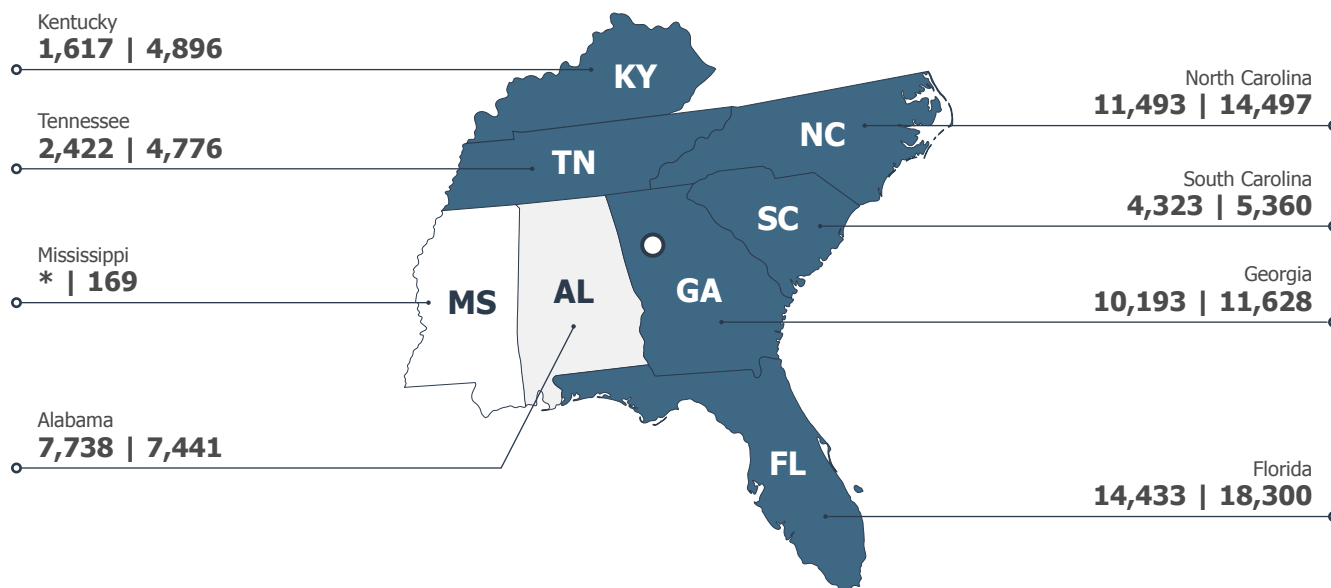 Kentucky
1,617 | 4,896
Tennessee
2,422 | 4,776
Mississippi
* | 169
Alabama
7,738 | 7,441
KY
TN
NC
SC
MS
AL
GA
FL
North Carolina
11,493 | 14,497
South Carolina
4,323 | 5,360
Georgia
10,193 | 11,628
Florida
14,433 | 18,300